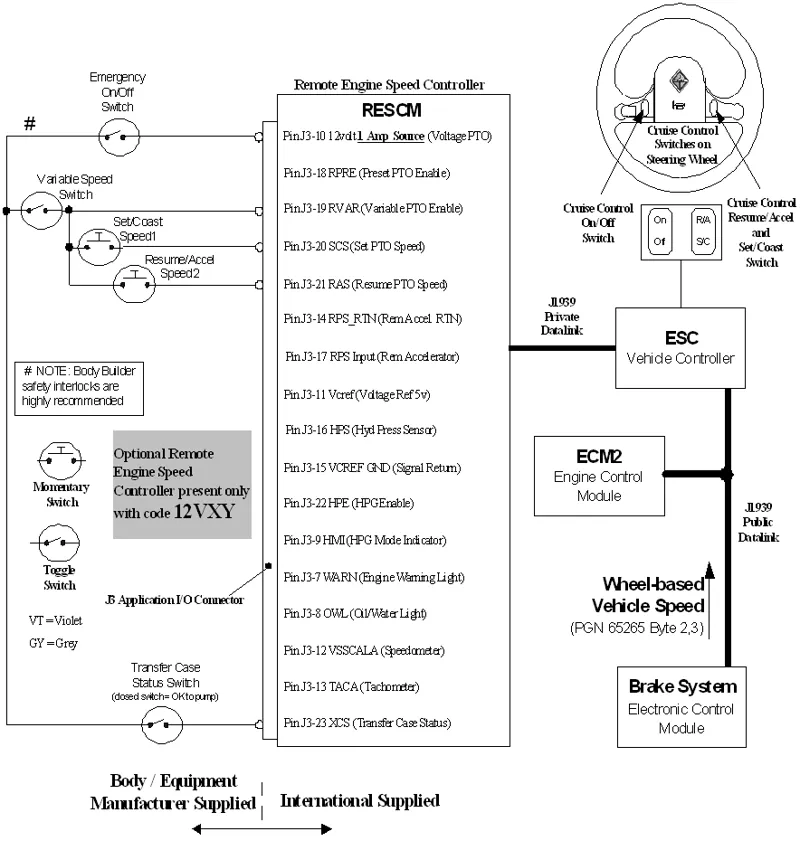 Emergency
On/Off
Switch
#
Variable Speed
Switch
Set/Coast
Speed1
Resume/Accel
Speed2
# NOTE: Body Builder
safety interlocks are
highly recommended
Momentary
Switch
Toggle
Switch
VT = Violet
GY = Grey
Optional Remote
Engine Speed
Controller present only
with code 12VXY
J3 Application I/O Connector
Transfer Case
Status Switch
(closed switch= OK to pump)
Remote Engine Speed Controller
RESCM
Pin J3-10 12volt 1 Amp Source (Voltage PTO)
Pin J3-18 RPRE (Preset PTO Enable)
Pin J3-19 RVAR (Variable PTO Enable)
Pin J3-20 SCS (Set PTO Speed)
Pin J3-21 RAS (Resume PTO Speed)
Pin J3-14 RPS_RTN (Rem Accel RTN)
Pin J3-17 RPS Input (Rem Accelerator)
Pin J3-11 Vcref (Voltage Ref 5v)
Pin J3-16 HPS (Hyd Press Sensor)
Pin J3-15 VCREF GND (Signal Return)
Pin J3-22 HPE (HPG Enable)
Pin J3-9 HMI (HPG Mode Indicator)
Pin J3-7 WARN (Engine Warning Light)
Pin J3-8 OWL (Oil/Water Light)
Pin J3-12 VSSCALA (Speedometer)
Pin J3-13 TACA (Tachometer)
Pin J3-23 XCS (Transfer Case Status)
Cruise Control
Switches on
Steering Wheel
Cruise Control
On/Off
Switch
On
Off
R/A
S/C
Cruise Control
Resume/Accel
and
Set/Coast
Switch
J1939
Private
Datalink
ESC
Vehicle Controller
ECM2
Engine Control
Module
J1939
Public
Datalink
Wheel-based
Vehicle Speed
(PGN 65265 Byte 2,3)
Brake System
Electronic Control
Module
Body / Equipment
Manufacturer Supplied
International Supplied